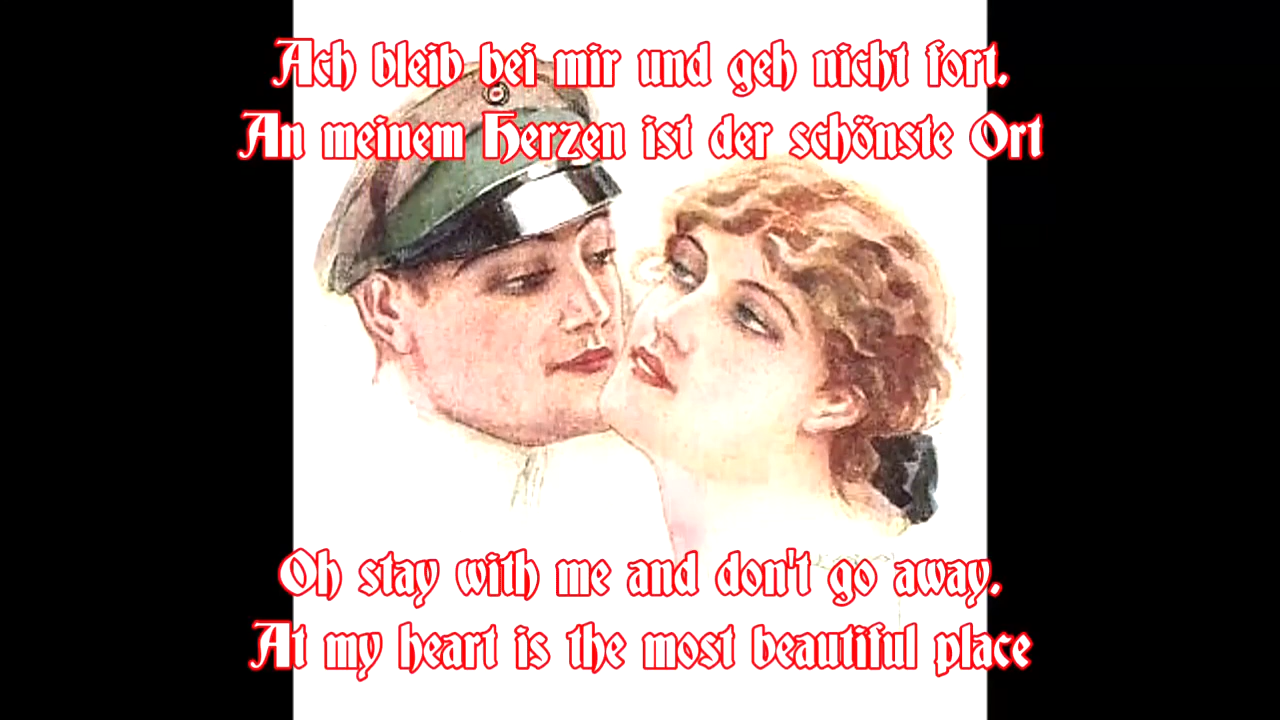 Ach bleib bei mir und geh nicht fort.
An meinem Herzen ist der schönste Ort
Oh stay with me and don't go away.
At my heart is the most beautiful place